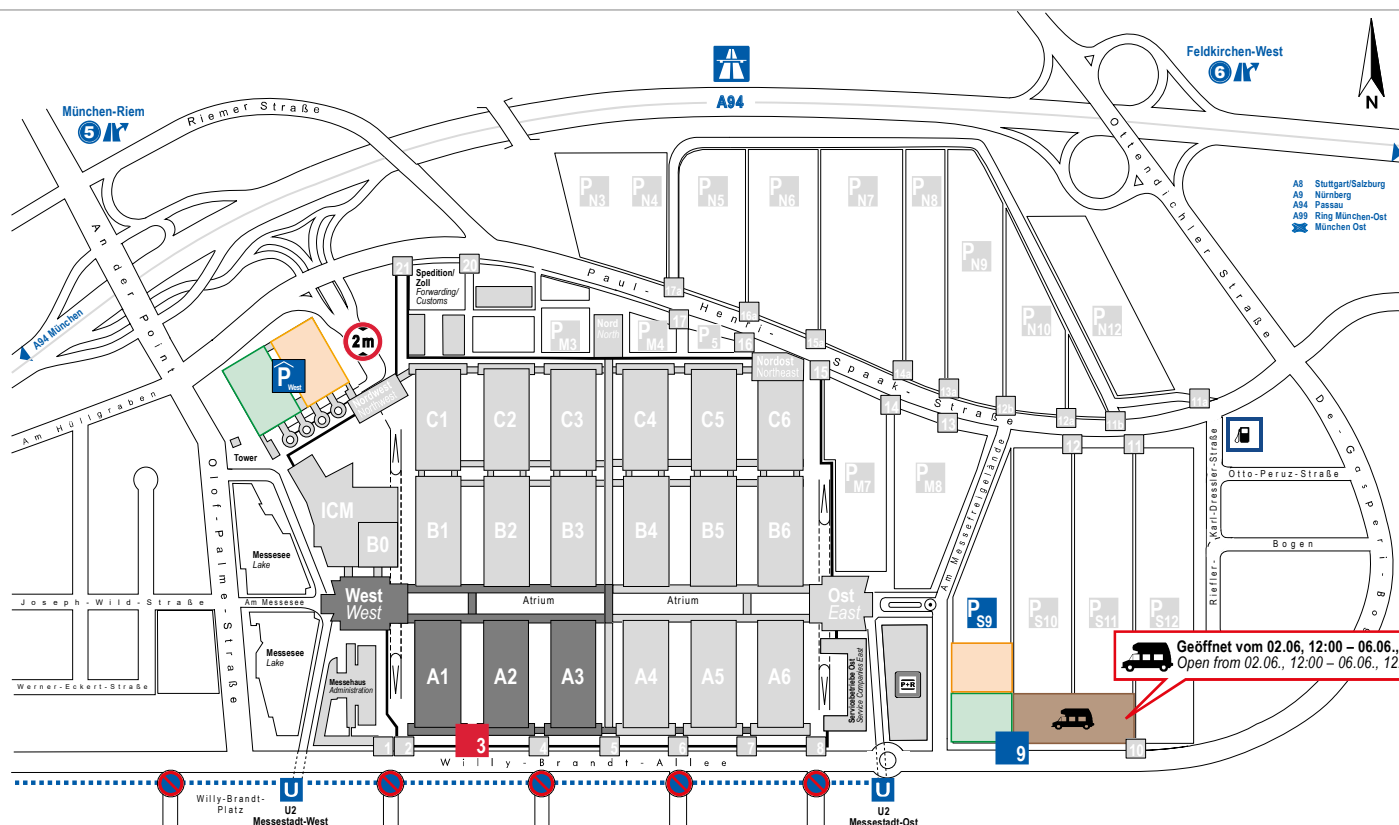 Feldkirchen-West
6
A94
N
München-Riem
5
Riemer Straße
An der Point
Ottendichler Straße
A8 Stuttgart/Salzburg
A9 Nürnberg
A94 Passau
A99 Ring München-Ost
München Ost
P N3
P N4
P N5
P N6
P N7
P N8
P N9
P N10
P N12
21
20
Spedition/
Zoll
Forwarding/
Customs
Paul-Henri-Spaak-Straße
17a
16a
15a
14a
13a
12b
12a
11b
11a
17
16
15
14
13
12
11
A94 München
2m
P West
P M3
Nord
North
P M4
P 5
Nordost
Northeast
Nordwest
Am Hüllgraben
Tower
C1
C2
C3
C4
C5
C6
P M7
P M8
Am Messefreigelände
De-Gasperi-Bogen
Otto-Peruz-Straße
Riefler-
Karl-Dressler-Straße
Bogen
Olof-Palme-Straße
ICM
B0
B1
B2
B3
B4
B5
B6
Messesee
Lake
West
West
Atrium
Atrium
Ost
East
Joseph-Wild-Straße
Am Messesee
P S9
P S10
P S11
P S12
Messesee
Lake
Messehaus
Administration
A1
A2
A3
A4
A5
A6
Servicebetriebe Ost
Service Companies East
P+R
Geöffnet vom 02.06, 12:00 – 06.06.,
Open from 02.06., 12:00 – 06.06., 12
Werner-Eckert-Straße
1
2
3
4
5
6
7
8
9
10
Willy-Brandt-Allee
Willy-Brandt-
Platz
U
U2
Messestadt-West
U
U2
Messestadt-Ost